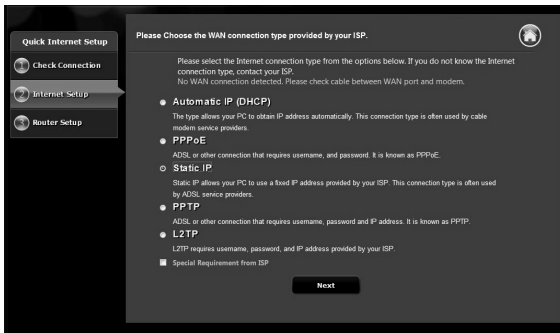 Quick Internet Setup
1 Check Connection
2 Internet Setup
3 Router Setup
Please Choose the WAN connection type provided by your ISP.
Please select the Internet connection type from the options below. If you do not know the Internet
connection type, contact your ISP.
No WAN connection detected. Please check cable between WAN port and modem.
Automatic IP (DHCP)
The type allows your PC to obtain IP address automatically. This connection type is often used by cable
modem service providers.
PPPoE
ADSL or other connection that requires username, and password. It is known as PPPoE.
Static IP
Static IP allows your PC to use a fixed IP address provided by your ISP. This connection type is often used
by ADSL service providers.
PPTP
ADSL or other connection that requires username, password and IP address. It is known as PPTP.
L2TP
L2TP requires username, password, and IP address provided by your ISP.
Special Requirement from ISP
Next